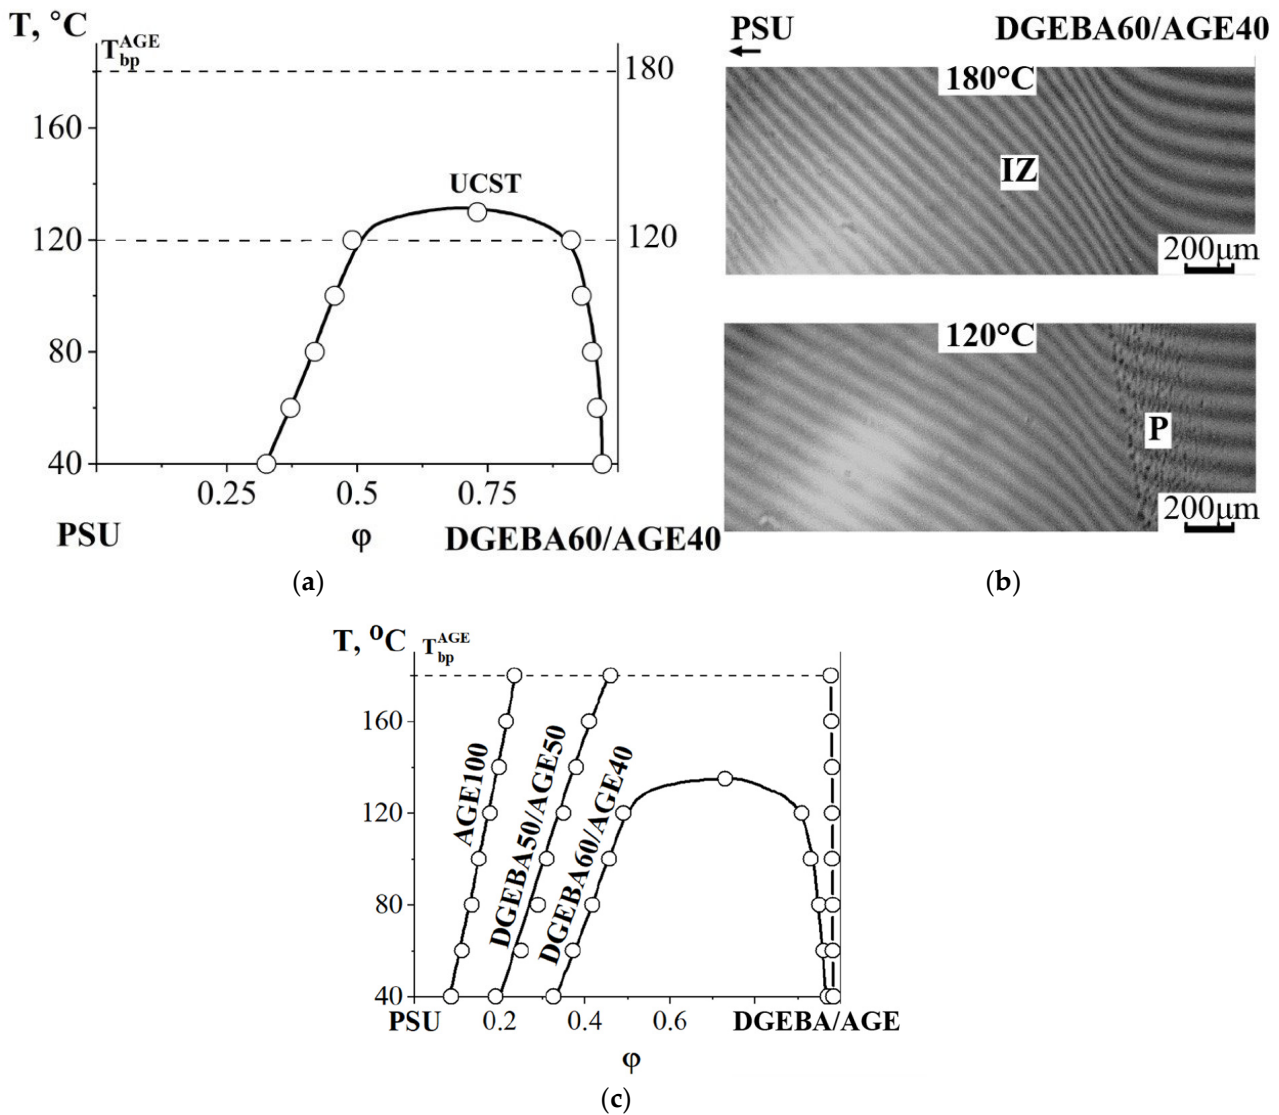 T, °C
T_bp^AGE
180
160
UCST
120
120
80
40
0.25
0.5
0.75
PSU
φ
DGEBA60/AGE40
(a)
PSU
DGEBA60/AGE40
180°C
IZ
200μm
120°C
P
200μm
(b)
T, °C
T_bp^AGE
160
120
80
40
AGE100
DGEBA50/AGE50
DGEBA60/AGE40
PSU
0.2
0.4
0.6
DGEBA/AGE
φ
(c)